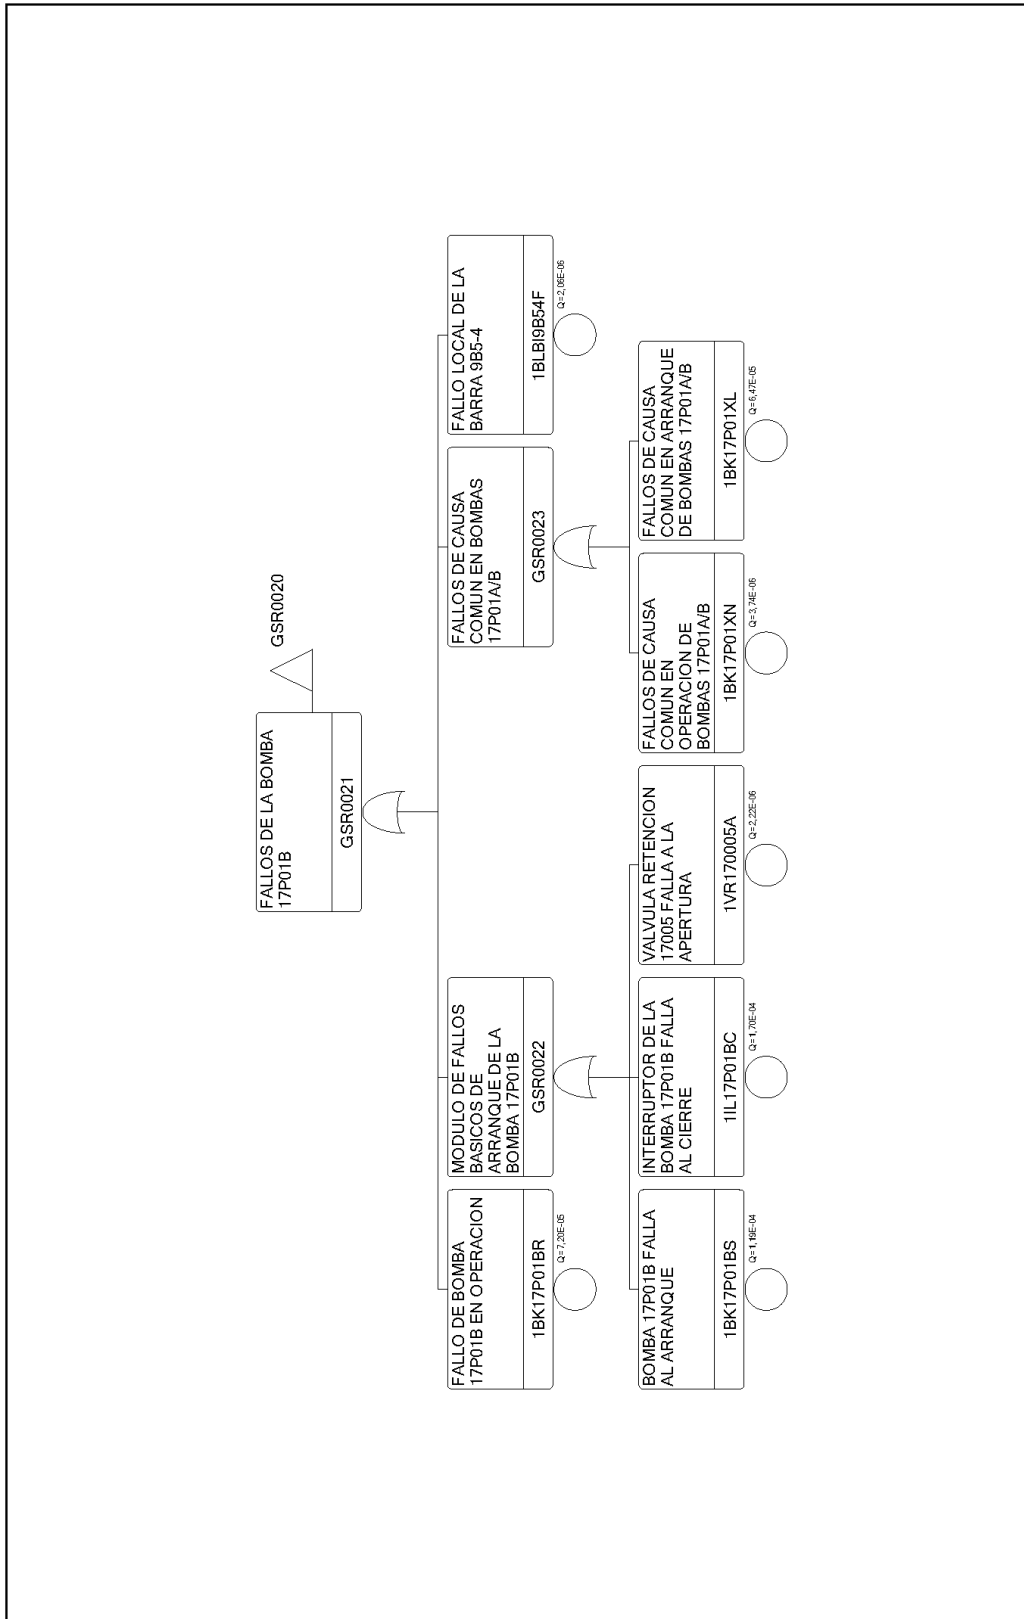 FALLOS DE LA BOMBA
17P01B
GSR0021
GSR0020
FALLO DE BOMBA
17P01B EN OPERACION
1BK17P01BR
Q=7,20E-05
MODULO DE FALLOS
BASICOS DE
ARRANQUE DE LA
BOMBA 17P01B
GSR0022
FALLOS DE CAUSA
COMUN EN BOMBAS
17P01A/B
GSR0023
FALLO LOCAL DE LA
BARRA 9B5-4
1BLBI9B54F
Q=2,06E-06
BOMBA 17P01B FALLA
AL ARRANQUE
1BK17P01BS
Q=1,19E-04
INTERRUPTOR DE LA
BOMBA 17P01B FALLA
AL CIERRE
1IL17P01BC
Q=1,70E-04
VALVULA RETENCION
17005 FALLA A LA
APERTURA
1VR170005A
Q=2,22E-06
FALLOS DE CAUSA
COMUN EN
OPERACION DE
BOMBAS 17P01A/B
1BK17P01XN
Q=3,74E-06
FALLOS DE CAUSA
COMUN EN ARRANQUE
DE BOMBAS 17P01A/B
1BK17P01XL
Q=6,47E-05